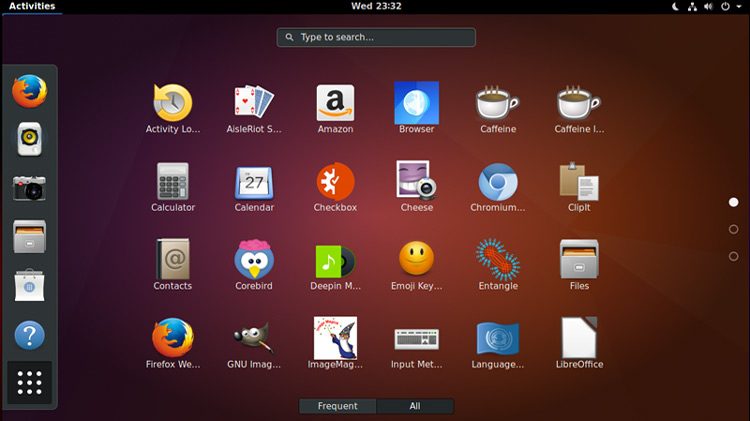 Activities
Wed 23:32
Type to search...
Activity Lo...
AisleRiot S...
Amazon
Browser
Caffeine
Caffeine I...
Calculator
Calendar
Checkbox
Cheese
Chromium...
ClipIt
Contacts
Corebird
Deepin M...
Emoji Key...
Entangle
Files
Firefox We...
GNU Imag...
ImageMag...
Input Met...
Language...
LibreOffice
Frequent
All